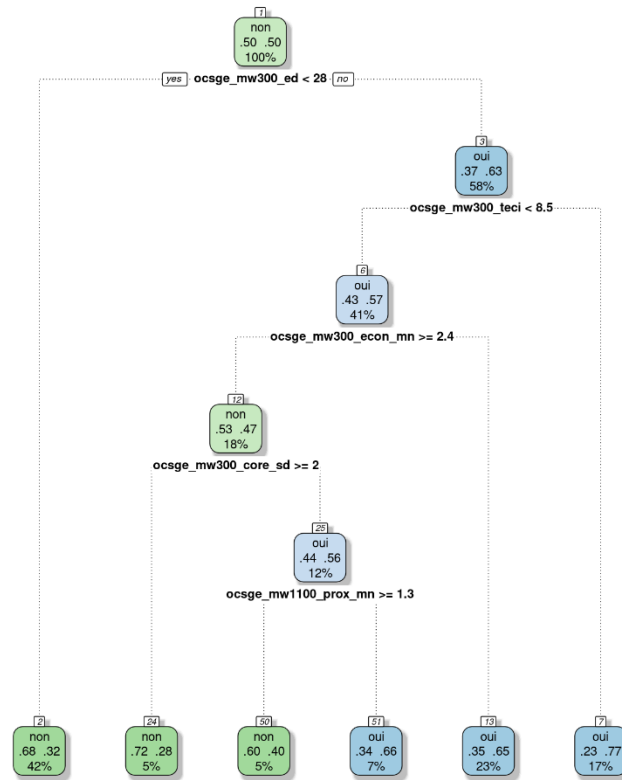 1
non
.50 .50
100%
yes ocsge_mw300_ed < 28 no
3
oui
.37 .63
58%
ocsge_mw300_teci < 8.5
6
oui
.43 .57
41%
ocsge_mw300_econ_mn >= 2.4
12
non
.53 .47
18%
ocsge_mw300_core_sd >= 2
25
oui
.44 .56
12%
ocsge_mw1100_prox_mn >= 1.3
2
non
.68 .32
42%
24
non
.72 .28
5%
50
non
.60 .40
5%
51
oui
.34 .66
7%
13
oui
.35 .65
23%
7
oui
.23 .77
17%